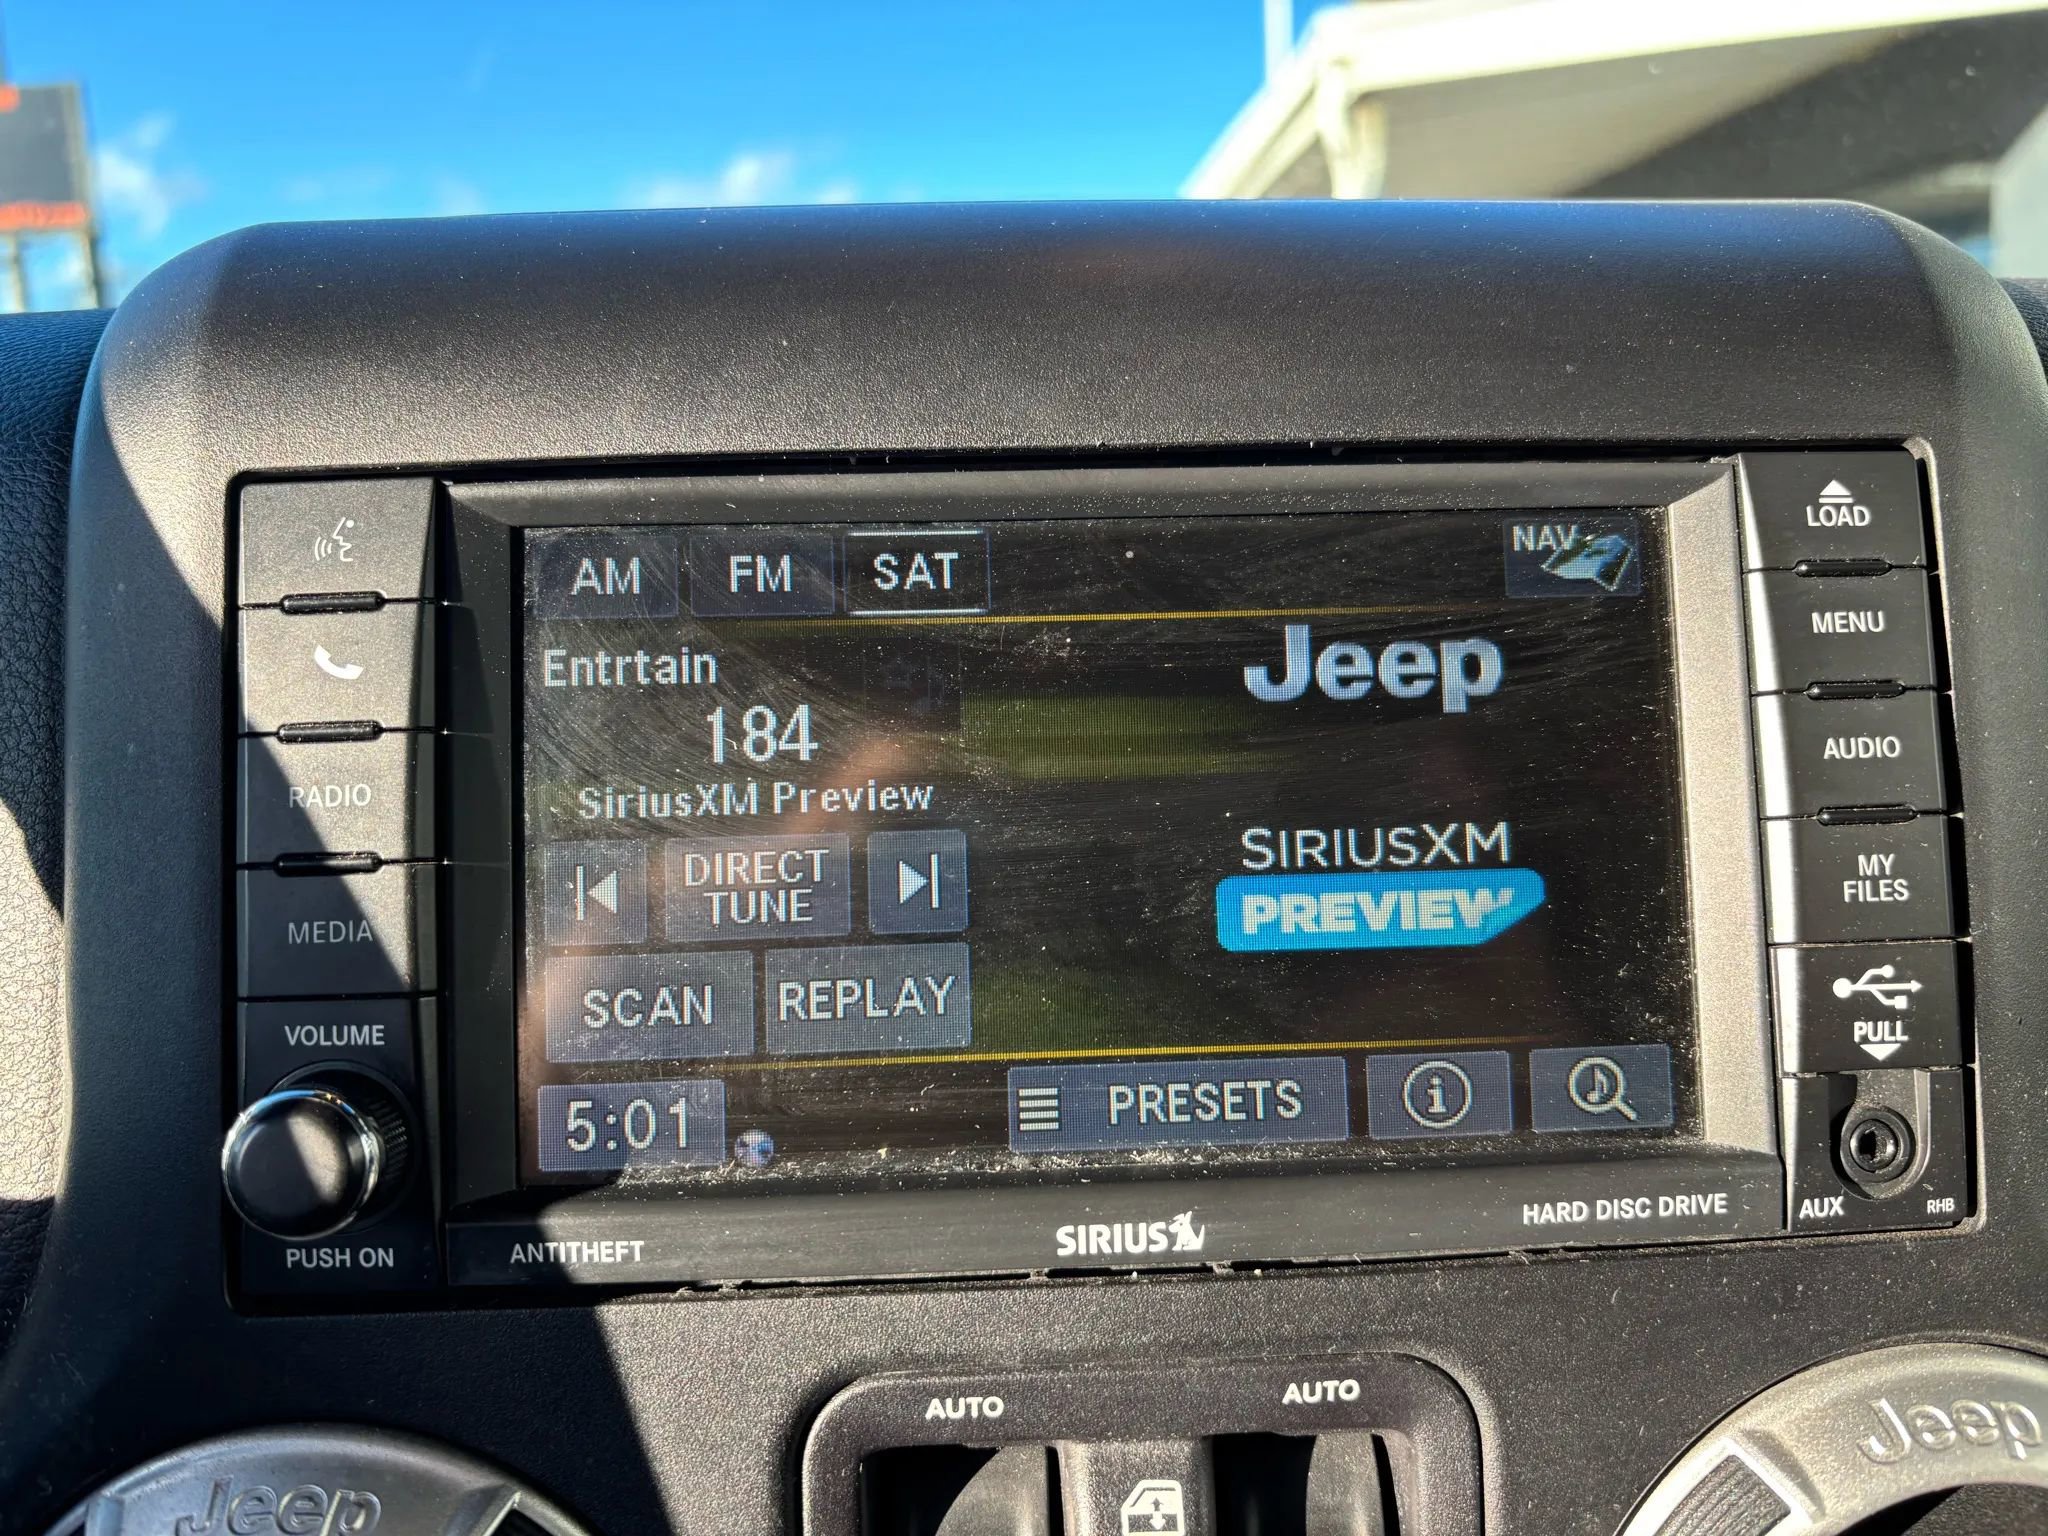 AM FM SAT NAV
Entrtain
184
SiriusXM Preview
DIRECT
TUNE
SCAN REPLAY
5:01
PRESETS
Jeep
SIRIUSXM
PREVIEW
RADIO
MEDIA
VOLUME
PUSH ON
LOAD
MENU
AUDIO
MY
FILES
PULL
AUX
RHB
ANTITHEFT
SIRIUS
HARD DISC DRIVE
AUTO AUTO
Jeep
Jeep